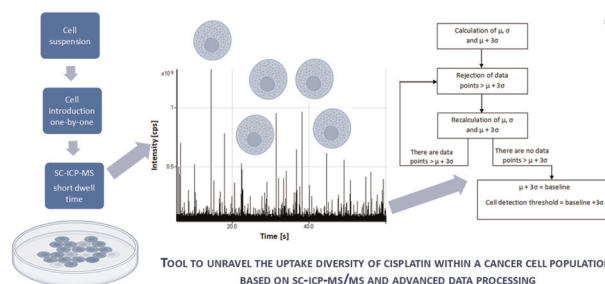 Cell
suspension
Cell
introduction
one-by-one
SC-ICP-MS
short dwell
time
Intensity [cps]
1
0.5
20.0
40.0
Time [s]
Calculation of μ, σ
and μ + 3σ
Rejection of data
points > μ + 3σ
Recalculation of μ, σ
and μ + 3σ
There are data
points > μ + 3σ
There are no data
points > μ + 3σ
μ + 3σ = baseline
Cell detection threshold = baseline +3σ
TOOL TO UNRAVEL THE UPTAKE DIVERSITY OF CISPLATIN WITHIN A CANCER CELL POPULATION
BASED ON SC-ICP-MS/MS AND ADVANCED DATA PROCESSING